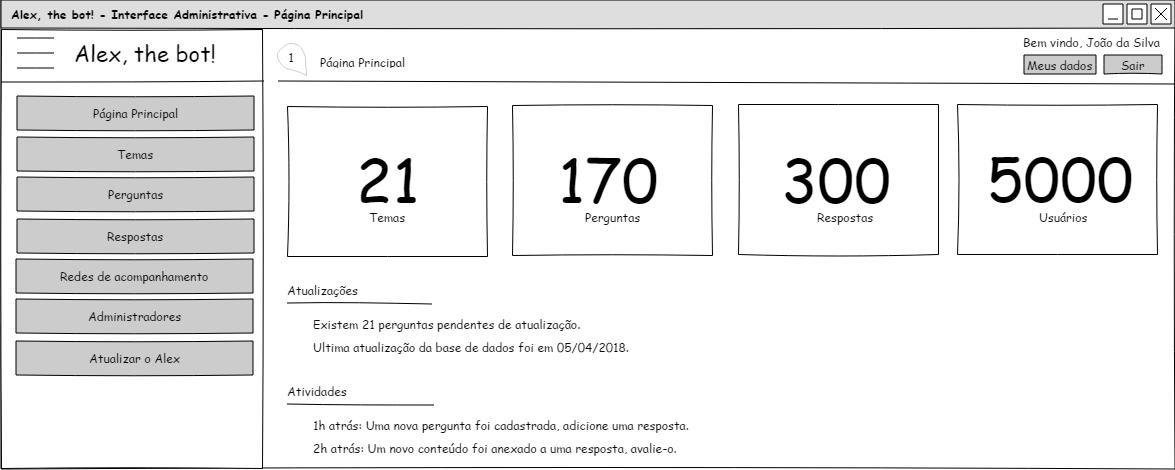 Alex, the bot! - Interface Administrativa - Página Principal
Alex, the bot!
Página Principal
Temas
Perguntas
Respostas
Redes de acompanhamento
Administradores
Atualizar o Alex
1
Página Principal
Bem vindo, João da Silva
Meus dados
Sair
21
Temas
170
Perguntas
300
Respostas
5000
Usuários
Atualizações
Existem 21 perguntas pendentes de atualização.
Ultima atualização da base de dados foi em 05/04/2018.
Atividades
1h atrás: Uma nova pergunta foi cadastrada, adicione uma resposta.
2h atrás: Um novo conteúdo foi anexado a uma resposta, avalie-o.